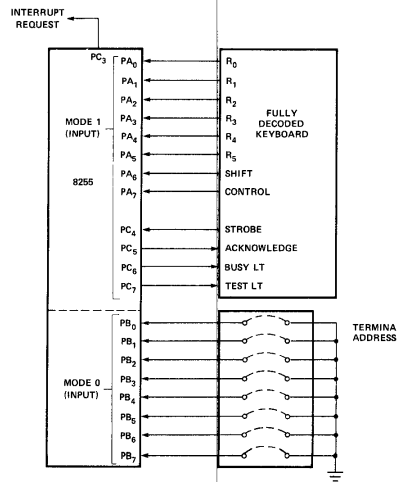 INTERRUPT
REQUEST
PC3
PA0
R0
PA1
R1
PA2
R2
MODE 1
(INPUT)
PA3
R3
FULLY
DECODED
KEYBOARD
PA4
R4
PA5
R5
8255
PA6
SHIFT
PA7
CONTROL
PC4
STROBE
PC5
ACKNOWLEDGE
PC6
BUSY LT
PC7
TEST LT
PB0
TERMINA
ADDRESS
PB1
PB2
MODE 0
(INPUT)
PB3
PB4
PB5
PB6
PB7